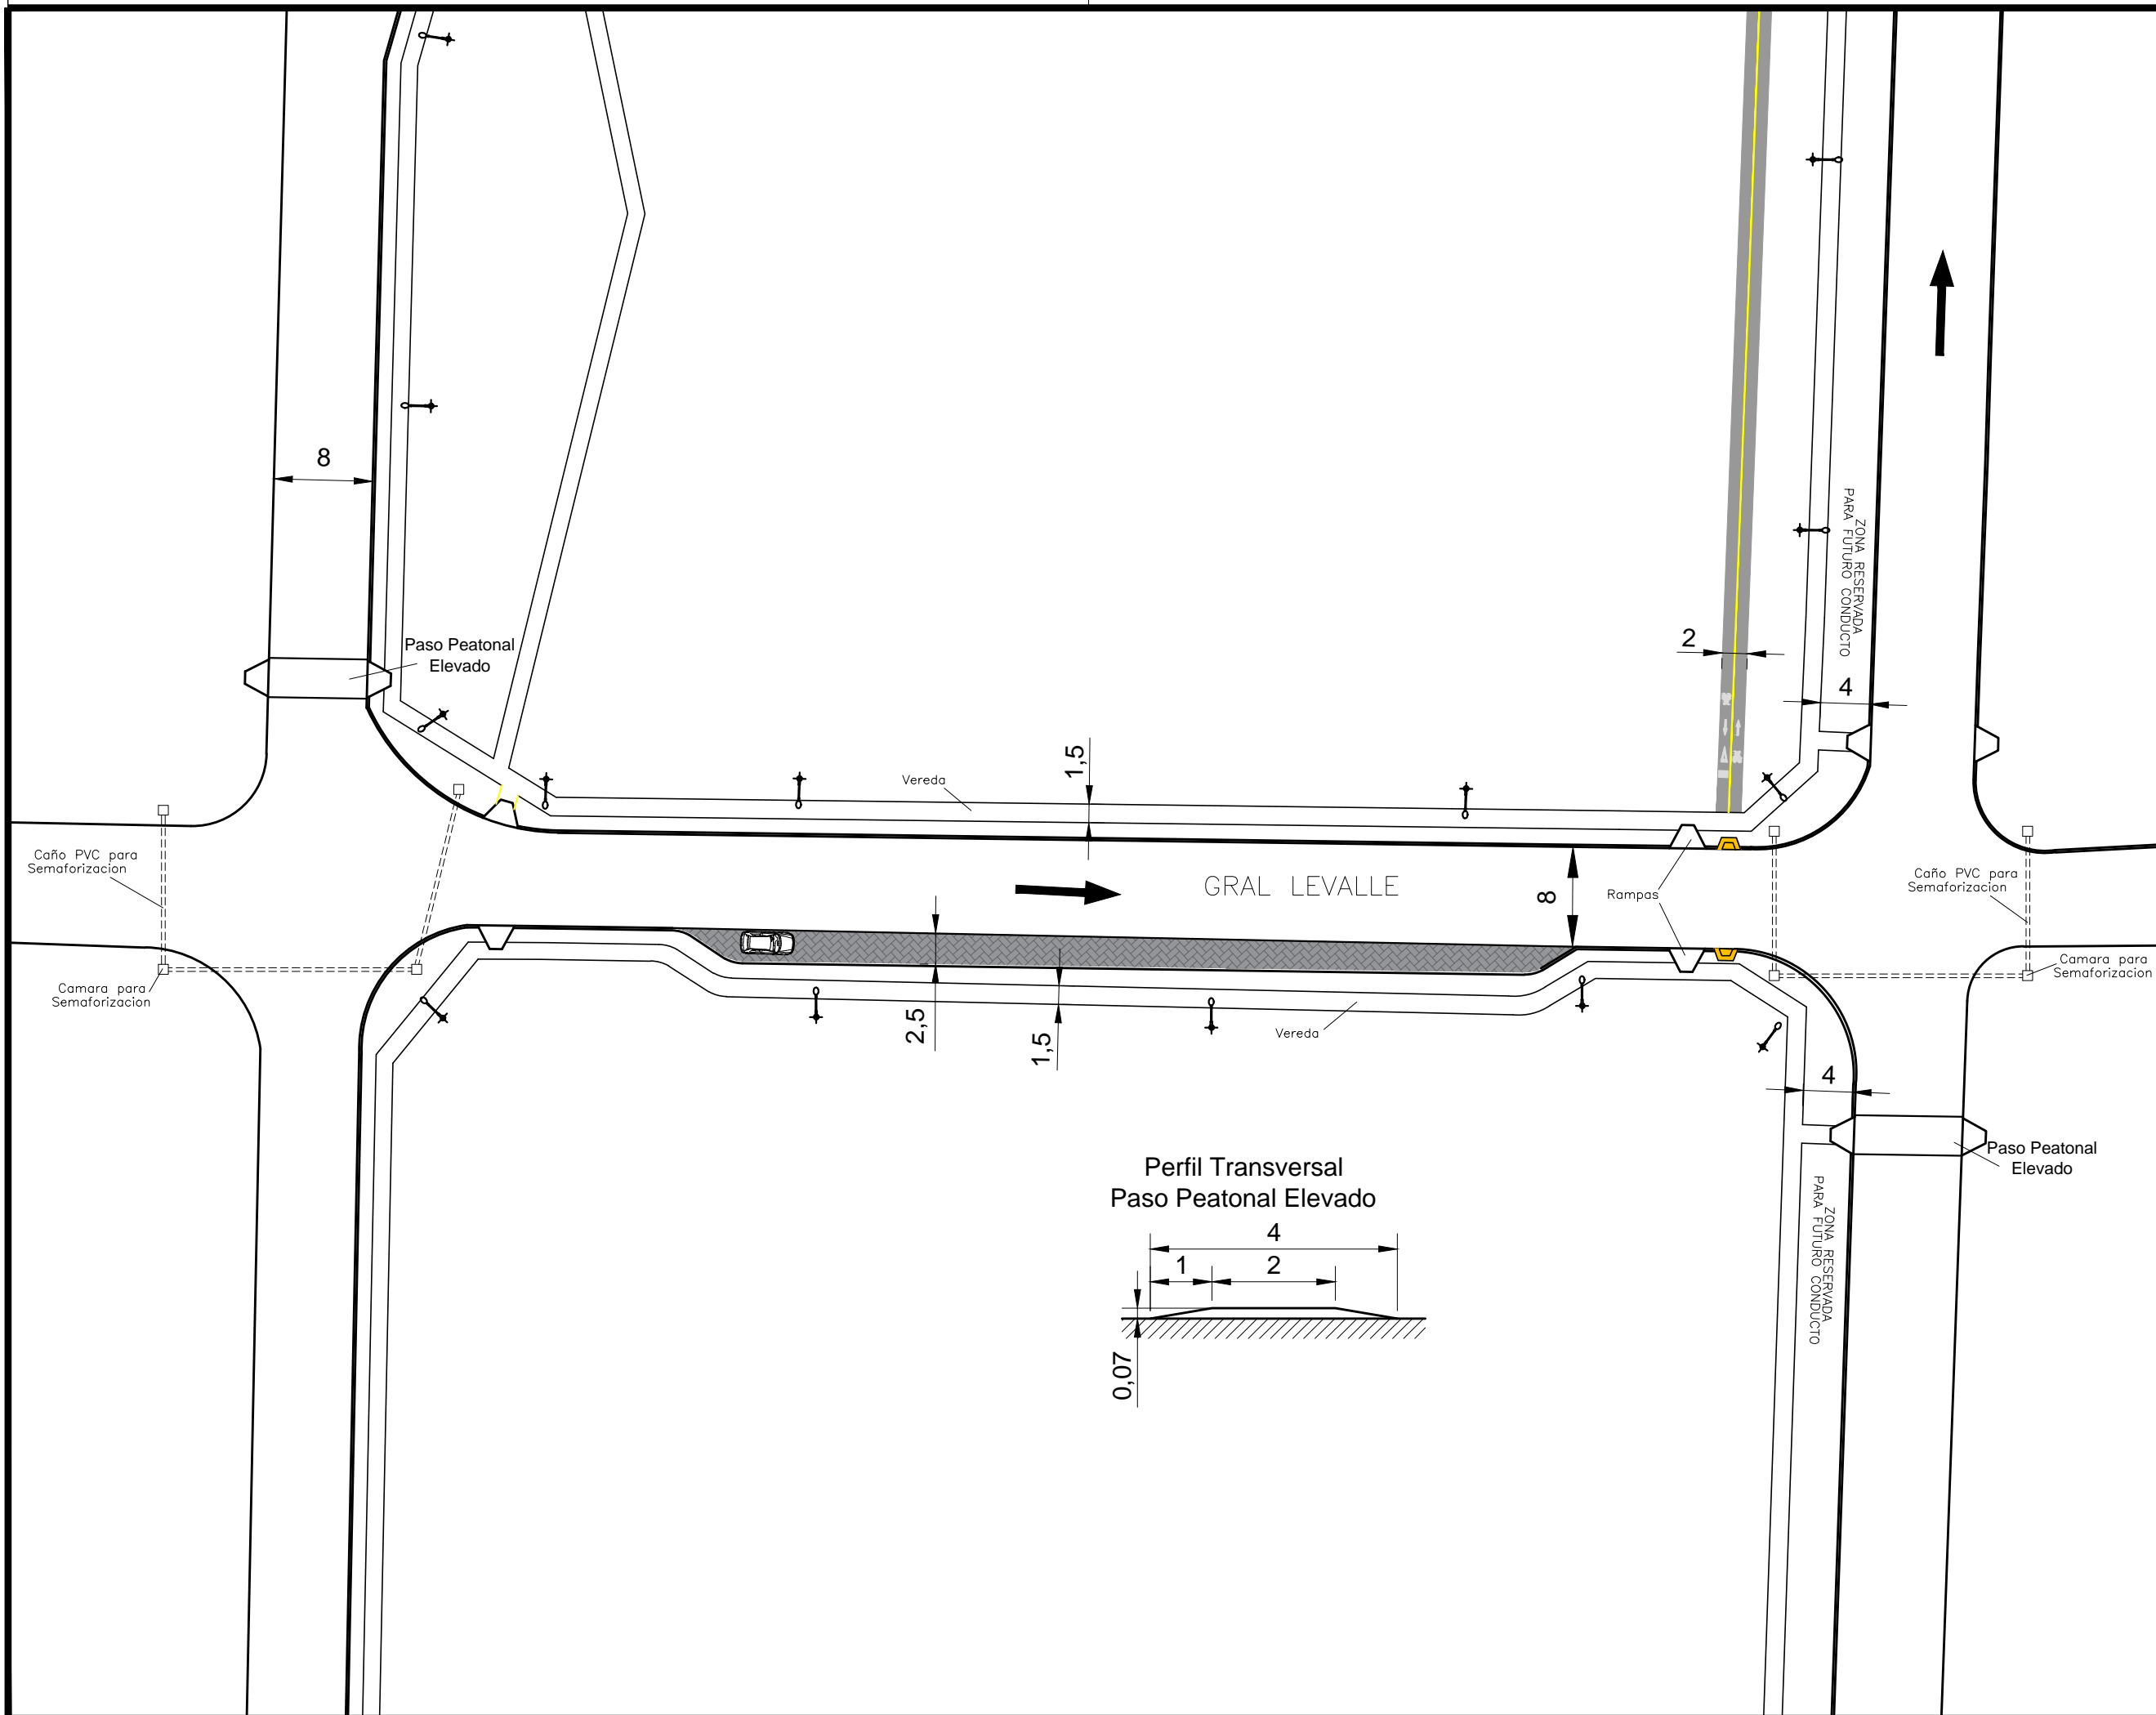 8
Paso Peatonal
Elevado
ZONA RESERVADA
PARA FUTURO CONDUCTO
2
4
1,5
Vereda
Caño PVC para
Semaforizacion
GRAL LEVALLE
8
Rampas
Caño PVC para
Semaforizacion
Camara para
Semaforizacion
Camara para
Semaforizacion
2,5
1,5
Vereda
4
Paso Peatonal
Elevado
Perfil Transversal
Paso Peatonal Elevado
4
1
2
0,07
ZONA RESERVADA
PARA FUTURO CONDUCTO